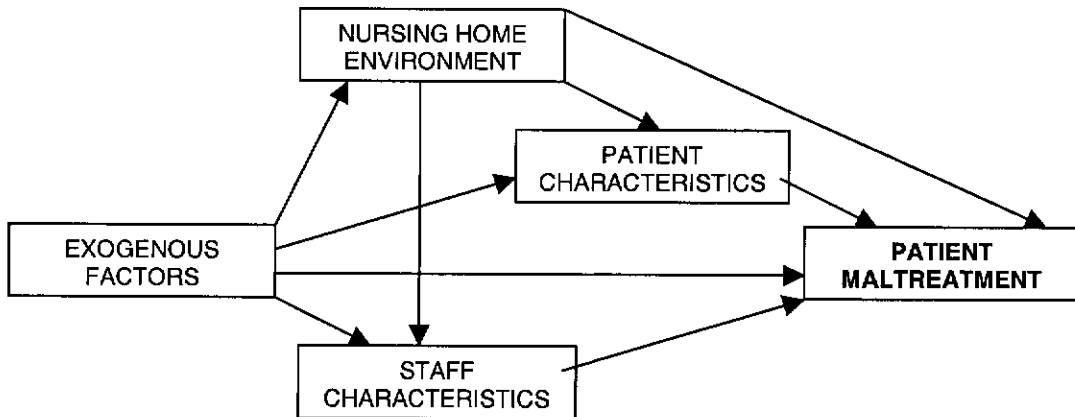 NURSING HOME
ENVIRONMENT
PATIENT
CHARACTERISTICS
EXOGENOUS
FACTORS
PATIENT
MALTREATMENT
STAFF
CHARACTERISTICS